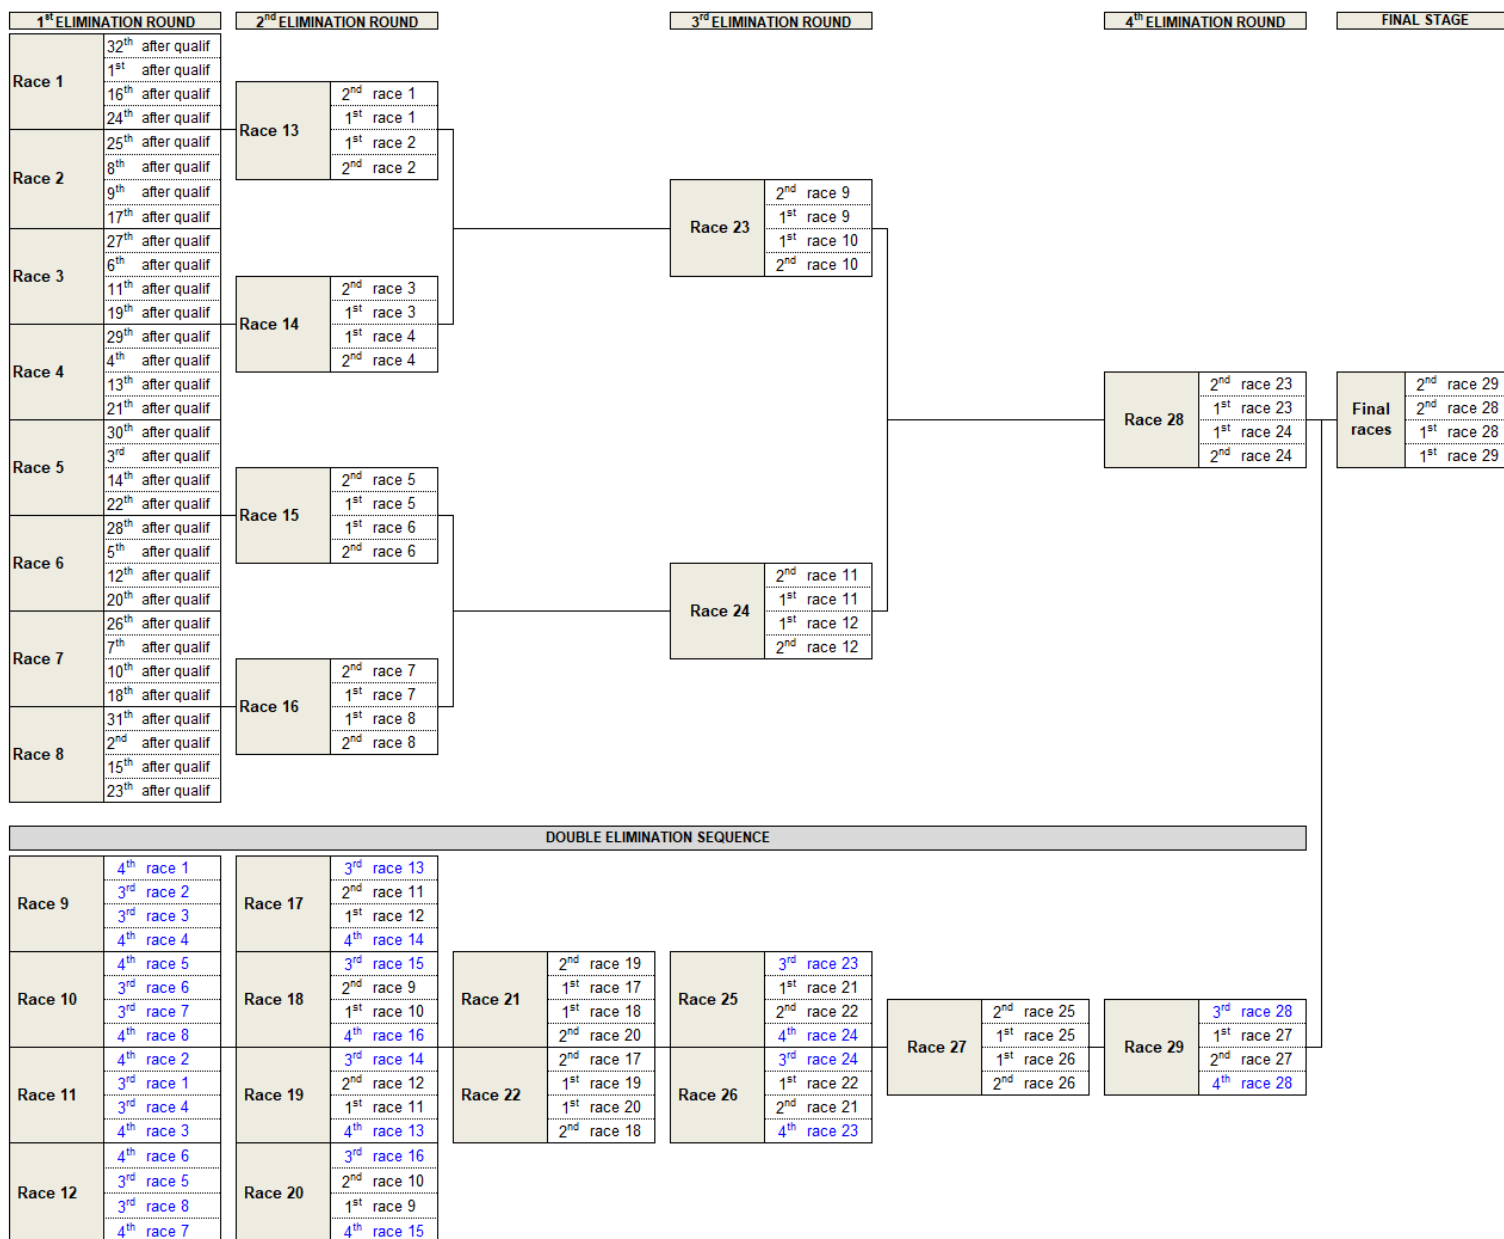 1st ELIMINATION ROUND
2nd ELIMINATION ROUND
3rd ELIMINATION ROUND
4th ELIMINATION ROUND
FINAL STAGE
Race 1
32th after qualif
1st after qualif
16th after qualif
24th after qualif
Race 2
25th after qualif
8th after qualif
9th after qualif
17th after qualif
Race 3
27th after qualif
6th after qualif
11th after qualif
19th after qualif
Race 4
29th after qualif
4th after qualif
13th after qualif
21th after qualif
Race 5
30th after qualif
3rd after qualif
14th after qualif
22th after qualif
Race 6
28th after qualif
5th after qualif
12th after qualif
20th after qualif
Race 7
26th after qualif
7th after qualif
10th after qualif
18th after qualif
Race 8
31th after qualif
2nd after qualif
15th after qualif
23th after qualif
Race 13
2nd race 1
1st race 1
1st race 2
2nd race 2
Race 14
2nd race 3
1st race 3
1st race 4
2nd race 4
Race 15
2nd race 5
1st race 5
1st race 6
2nd race 6
Race 16
2nd race 7
1st race 7
1st race 8
2nd race 8
Race 23
2nd race 9
1st race 9
1st race 10
2nd race 10
Race 24
2nd race 11
1st race 11
1st race 12
2nd race 12
Race 28
2nd race 23
1st race 23
1st race 24
2nd race 24
Final
races
2nd race 29
2nd race 28
1st race 28
1st race 29
DOUBLE ELIMINATION SEQUENCE
Race 9
4th race 1
3rd race 2
3rd race 3
4th race 4
Race 10
4th race 5
3rd race 6
3rd race 7
4th race 8
Race 11
4th race 2
3rd race 1
3rd race 4
4th race 3
Race 12
4th race 6
3rd race 5
3rd race 8
4th race 7
Race 17
3rd race 13
2nd race 11
1st race 12
4th race 14
Race 18
3rd race 15
2nd race 9
1st race 10
4th race 16
Race 19
3rd race 14
2nd race 12
1st race 11
4th race 13
Race 20
3rd race 16
2nd race 10
1st race 9
4th race 15
Race 21
2nd race 19
1st race 17
1st race 18
2nd race 20
Race 22
2nd race 17
1st race 19
1st race 20
2nd race 18
Race 25
3rd race 23
1st race 21
2nd race 22
4th race 24
Race 26
3rd race 24
1st race 22
2nd race 21
4th race 23
Race 27
2nd race 25
1st race 25
1st race 26
2nd race 26
Race 29
3rd race 28
1st race 27
2nd race 27
4th race 28